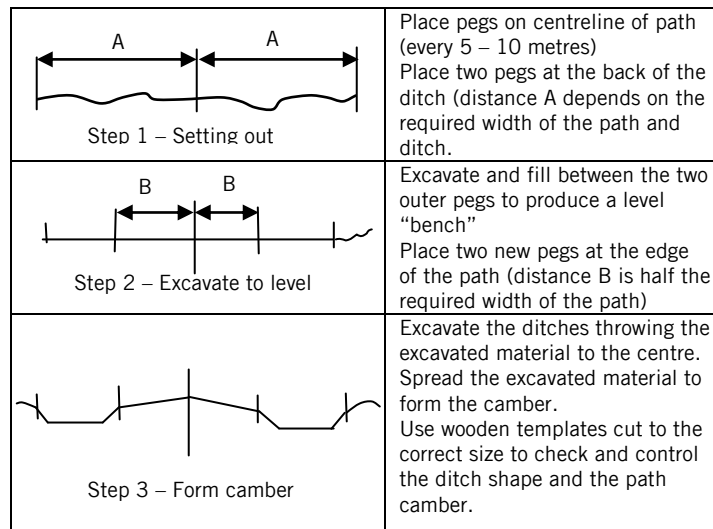 A
A
Step 1 – Setting out
Place pegs on centreline of path
(every 5 – 10 metres)
Place two pegs at the back of the
ditch (distance A depends on the
required width of the path and
ditch.
B
B
Step 2 – Excavate to level
Excavate and fill between the two
outer pegs to produce a level
“bench”
Place two new pegs at the edge
of the path (distance B is half the
required width of the path)
Step 3 – Form camber
Excavate the ditches throwing the
excavated material to the centre.
Spread the excavated material to
form the camber.
Use wooden templates cut to the
correct size to check and control
the ditch shape and the path
camber.